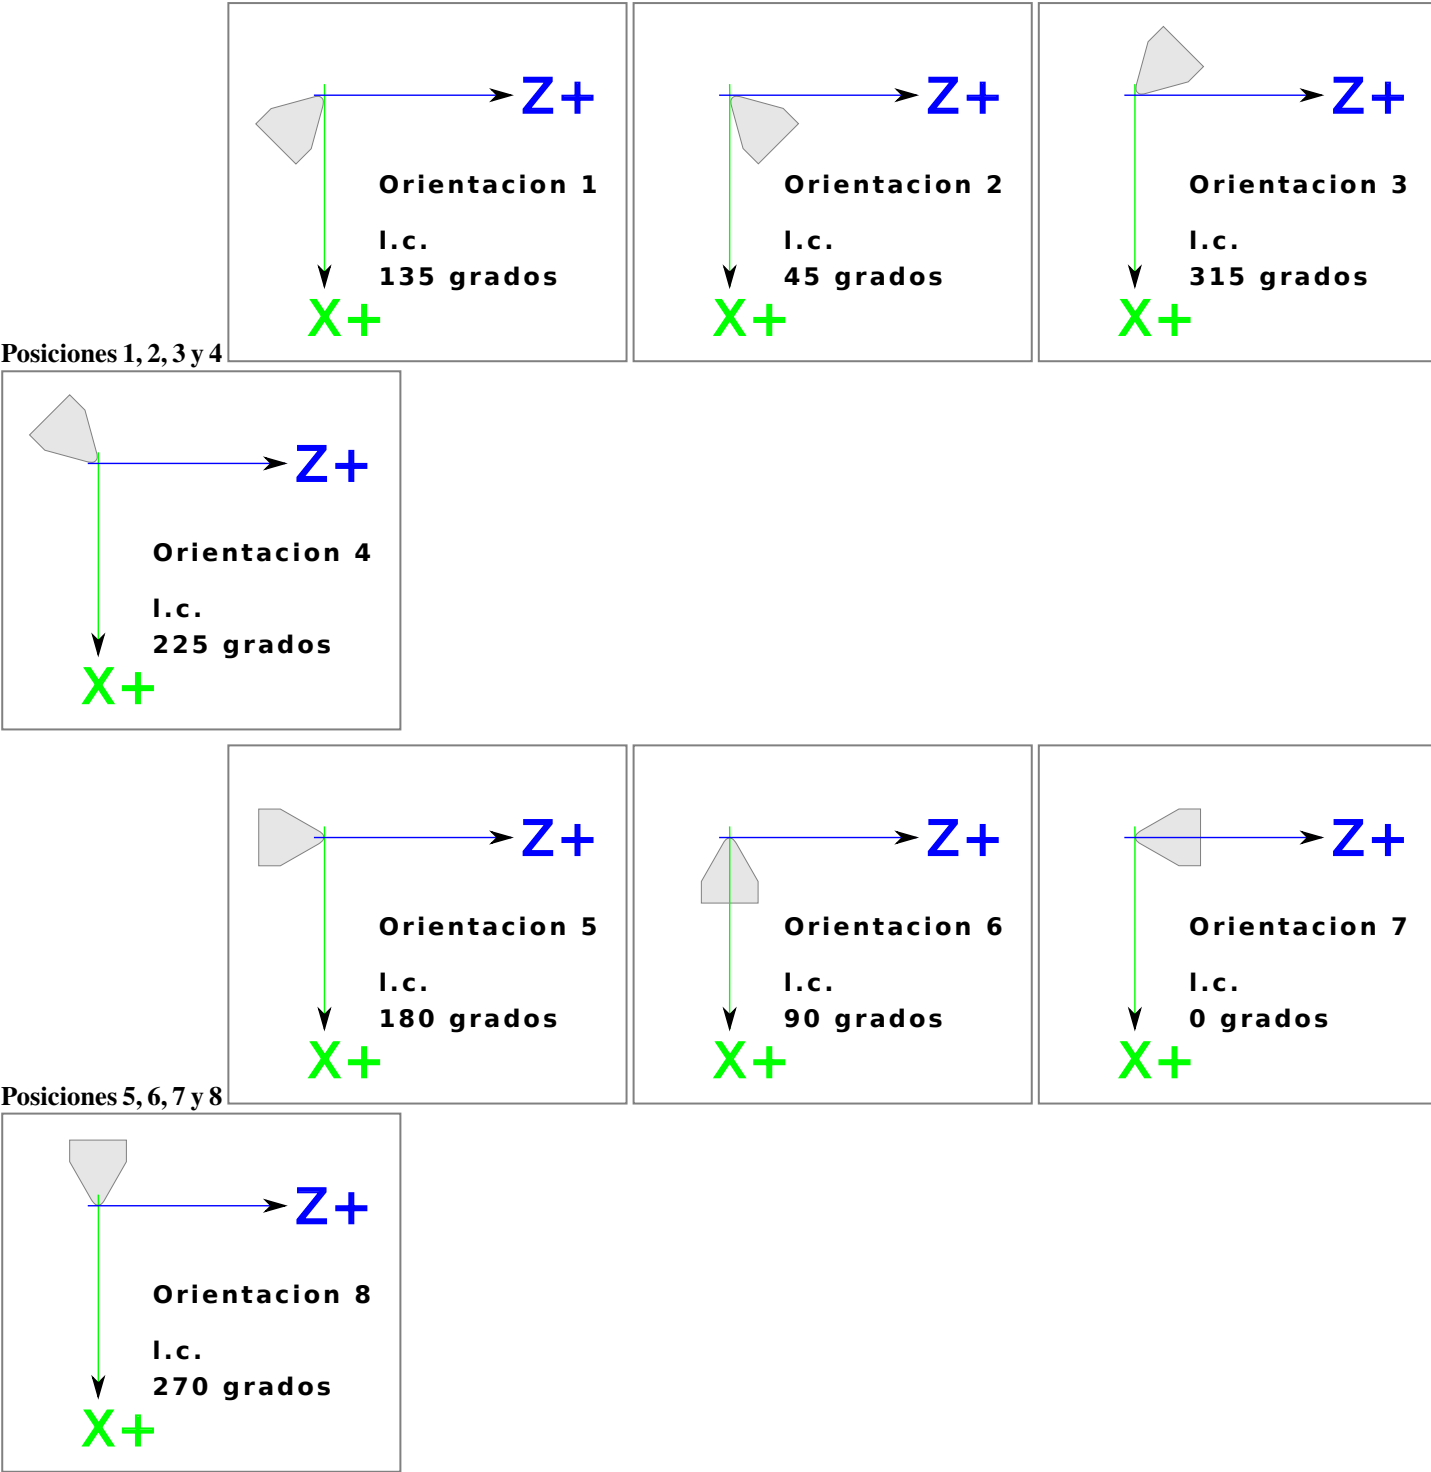 Z+
Orientacion 1
l.c.
135 grados
X+
Z+
Orientacion 2
l.c.
45 grados
X+
Z+
Orientacion 3
l.c.
315 grados
X+
Posiciones 1, 2, 3 y 4
Z+
Orientacion 4
l.c.
225 grados
X+
Z+
Orientacion 5
l.c.
180 grados
X+
Z+
Orientacion 6
l.c.
90 grados
X+
Z+
Orientacion 7
l.c.
0 grados
X+
Posiciones 5, 6, 7 y 8
Z+
Orientacion 8
l.c.
270 grados
X+